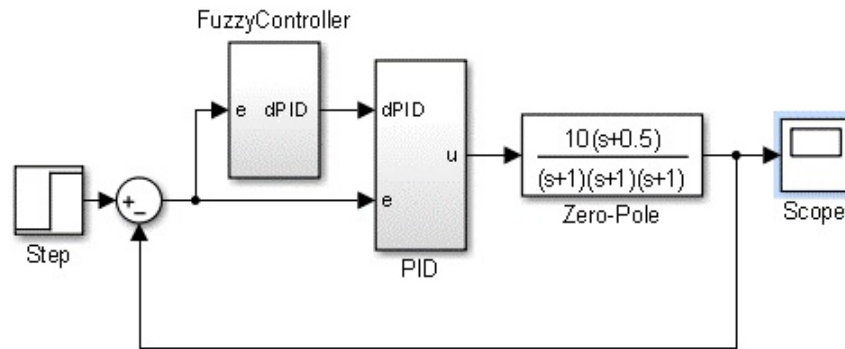 FuzzyController
e dPID
dPID
u
e
PID
+
−
Step
10(s+0.5)
(s+1)(s+1)(s+1)
Zero-Pole
Scope